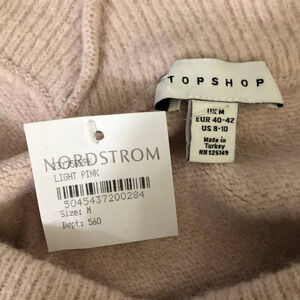 TOPSHOP
UK M
EUR 40-42
US 8-10
Made in
Turkey
RN 125149
NORDSTROM
LIGHT PINK
5045437200284
Size: M
Dept: 560